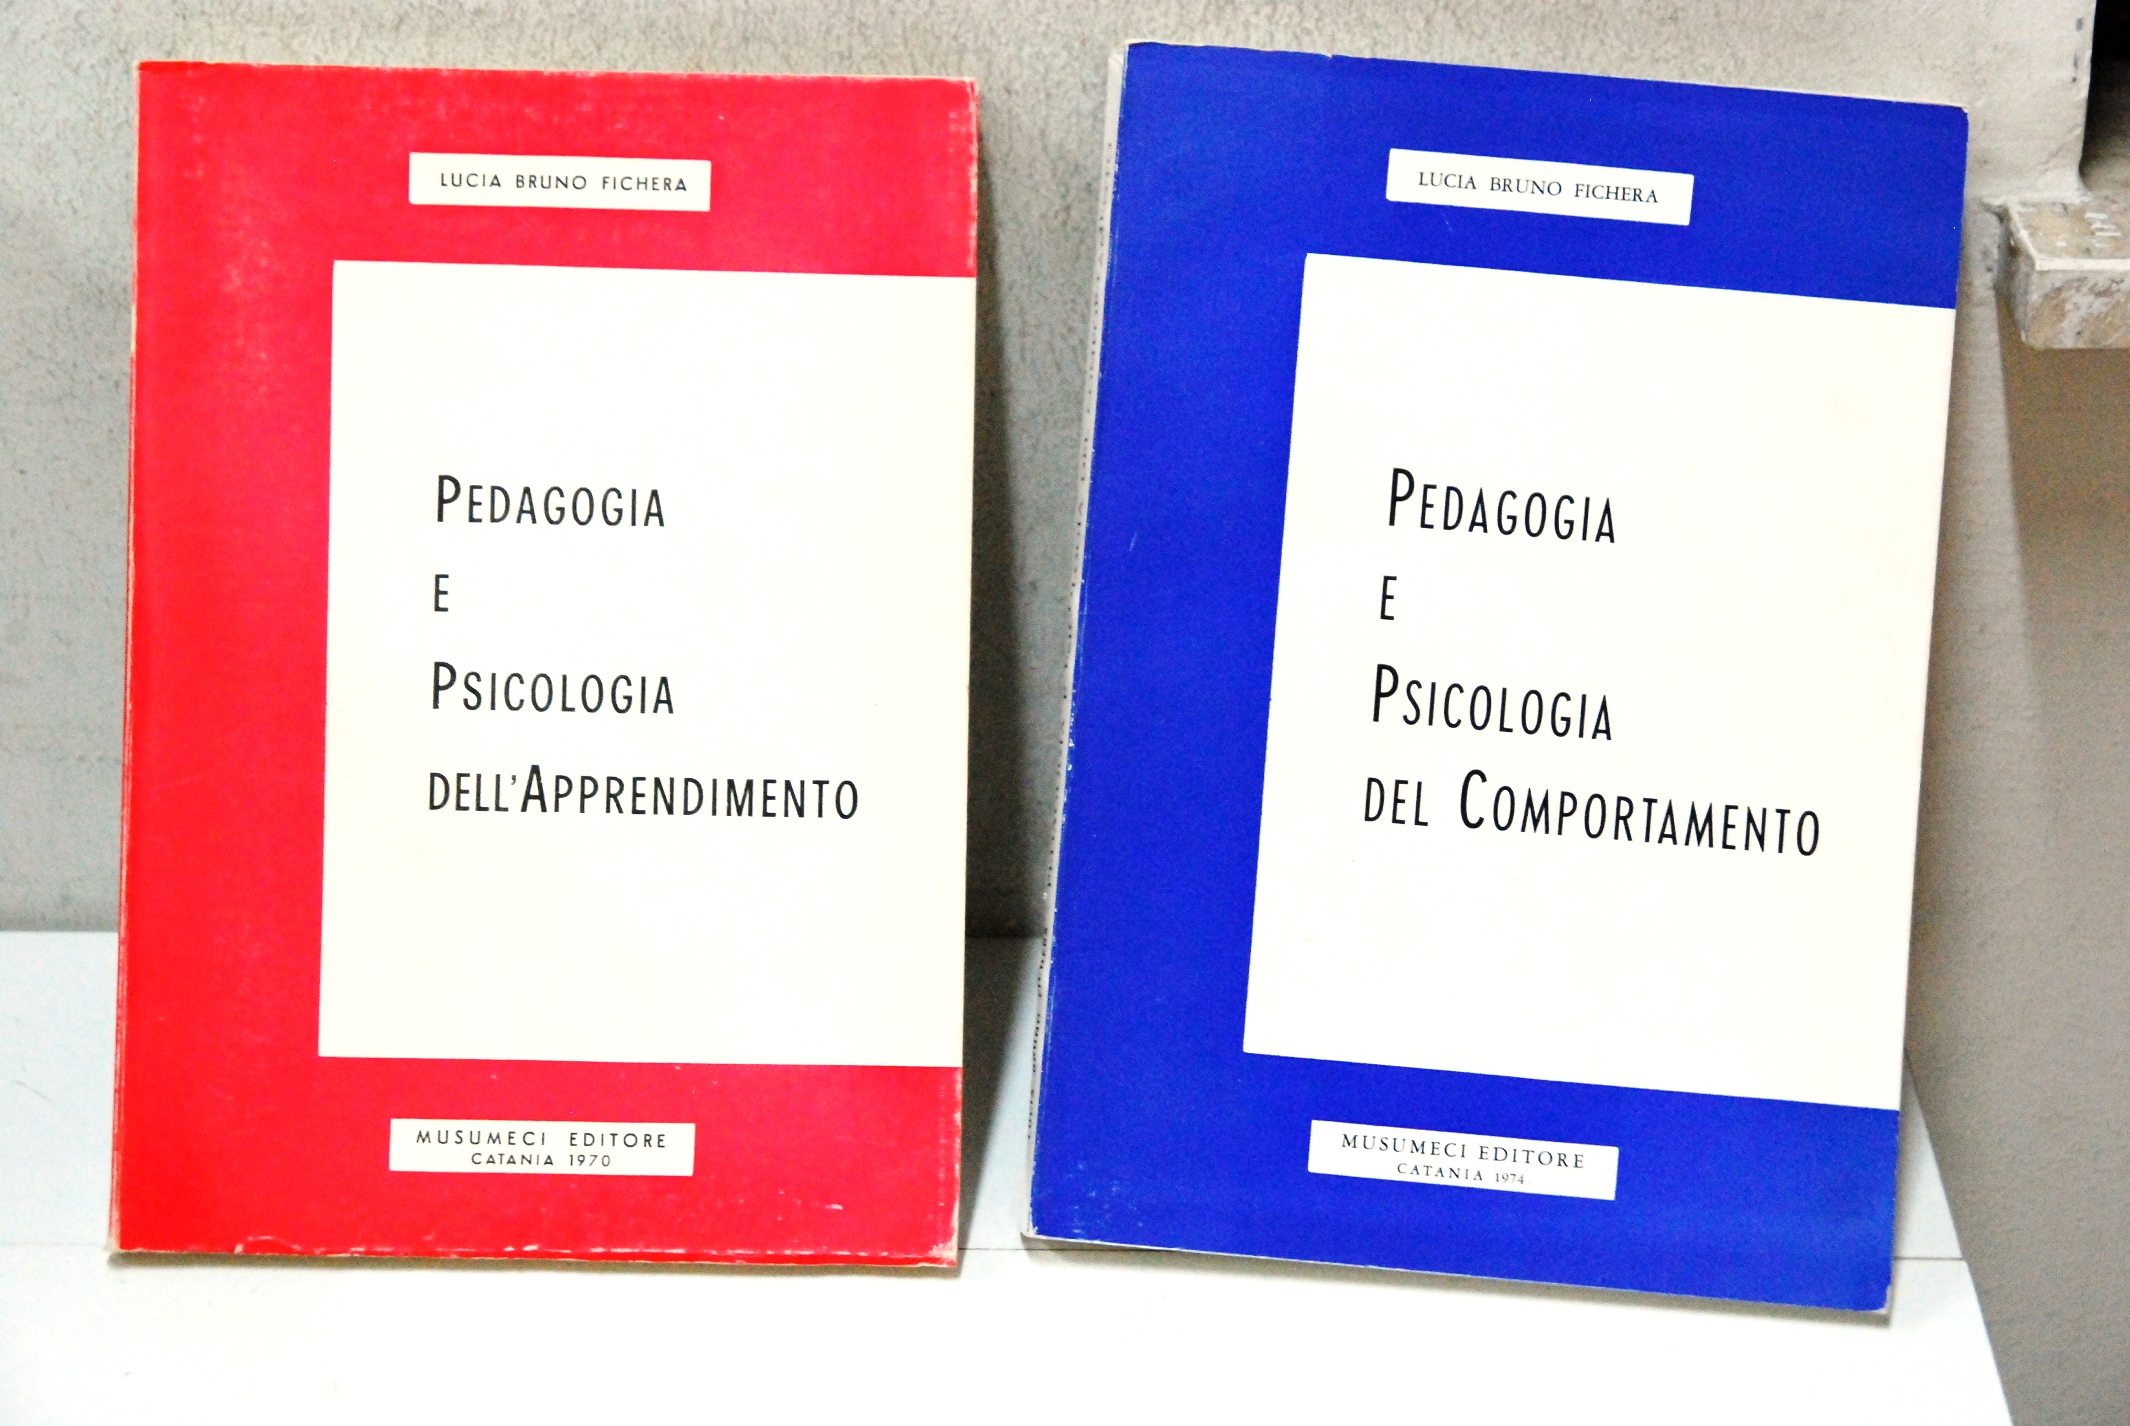 LUCIA BRUNO FICHERA
PEDAGOGIA
E
PSICOLOGIA
DELL'APPRENDIMENTO
MUSUMECI EDITORE
CATANIA 1970
LUCIA BRUNO FICHERA
PEDAGOGIA
E
PSICOLOGIA
DEL COMPORTAMENTO
MUSUMECI EDITORE
CATANIA 1974